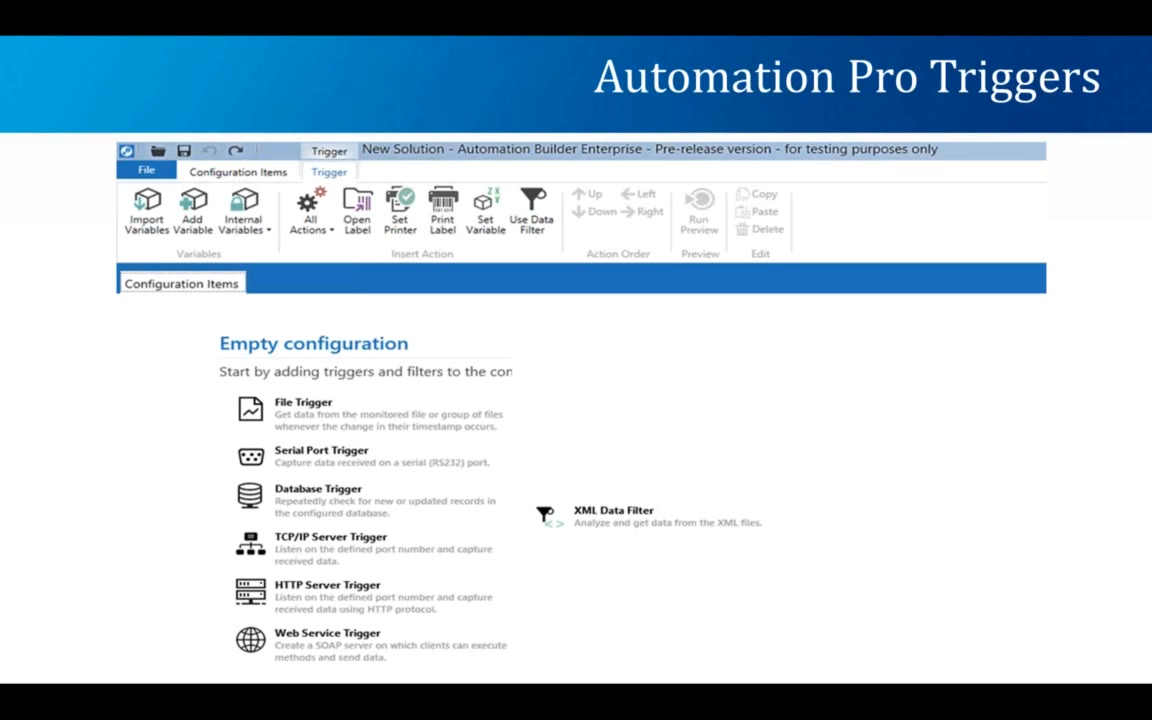 Automation Pro Triggers
Trigger
New Solution - Automation Builder Enterprise - Pre-release version - for testing purposes only
File
Configuration Items
Trigger
Import Variables
Add Variable
Internal Variables
All Actions
Open Label
Set Printer
Print Label
Set Variable
Use Data Filter
Up
Left
Down
Right
Run Preview
Copy
Paste
Delete
Variables
Insert Action
Action Order
Preview
Edit
Configuration Items
Empty configuration
Start by adding triggers and filters to the con
File Trigger
Get data from the monitored file or group of files
whenever the change in their timestamp occurs.
Serial Port Trigger
Capture data received on a serial (RS232) port.
Database Trigger
Repeatedly check for new or updated records in
the configured database.
TCP/IP Server Trigger
Listen on the defined port number and capture
received data.
HTTP Server Trigger
Listen on the defined port number and capture
received data using HTTP protocol.
Web Service Trigger
Create a SOAP server on which clients can execute
methods and send data.
XML Data Filter
Analyze and get data from the XML files.